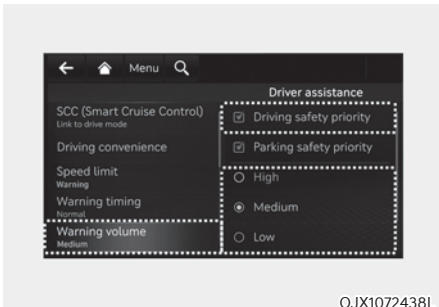 Menu
Driver assistance
SCC (Smart Cruise Control)
Link to drive mode
Driving convenience
Speed limit
Warning
Warning timing
Normal
Warning volume
Medium
Driving safety priority
Parking safety priority
High
Medium
Low
OJX1072438L